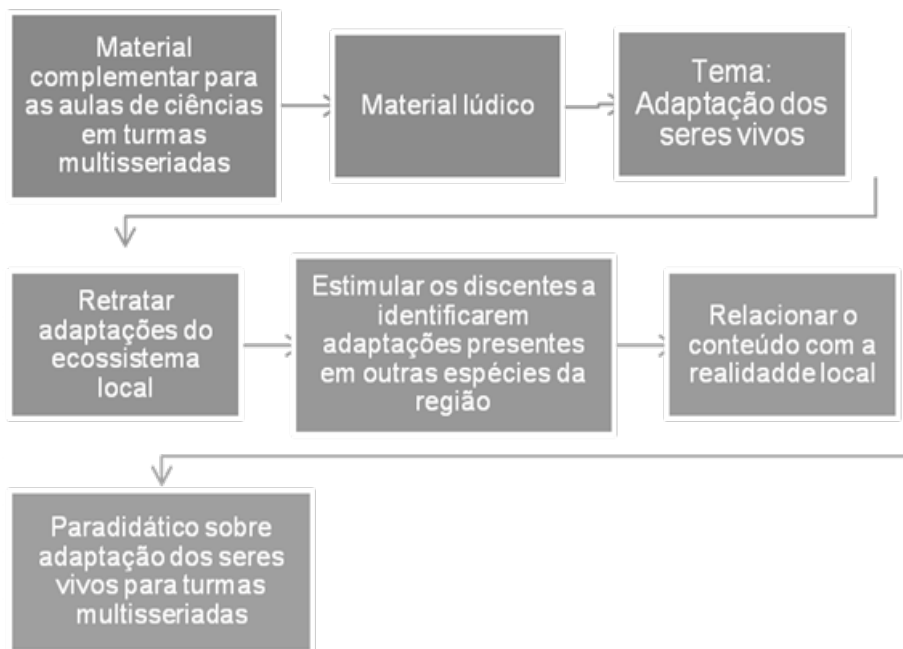 Material
complementar para
as aulas de ciências
em turmas
multisseriadas
Material lúdico
Tema:
Adaptação dos
seres vivos
Retratar
adaptações do
ecossistema
local
Estimular os discentes a
identificarem
adaptações presentes
em outras espécies da
região
Relacionar o
conteúdo com a
realidadde local
Paradidático sobre
adaptação dos seres
vivos para turmas
multisseriadas